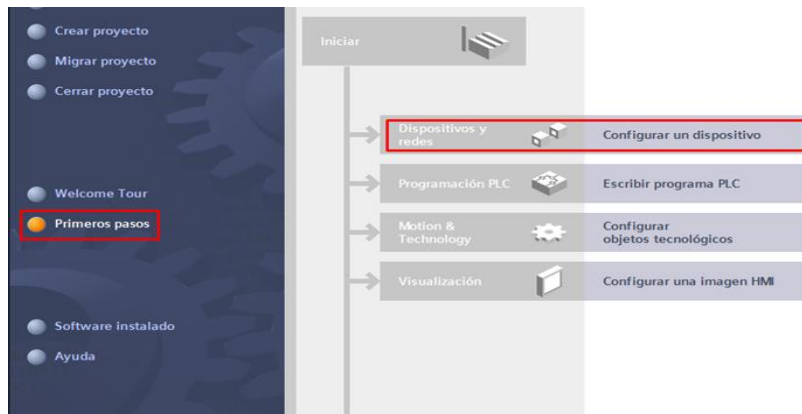 Crear proyecto
Migrar proyecto
Cerrar proyecto
Welcome Tour
Primeros pasos
Software instalado
Ayuda
Iniciar
Dispositivos y
redes
Configurar un dispositivo
Programación PLC
Escribir programa PLC
Motion &
Technology
Configurar
objetos tecnológicos
Visualización
Configurar una imagen HMI